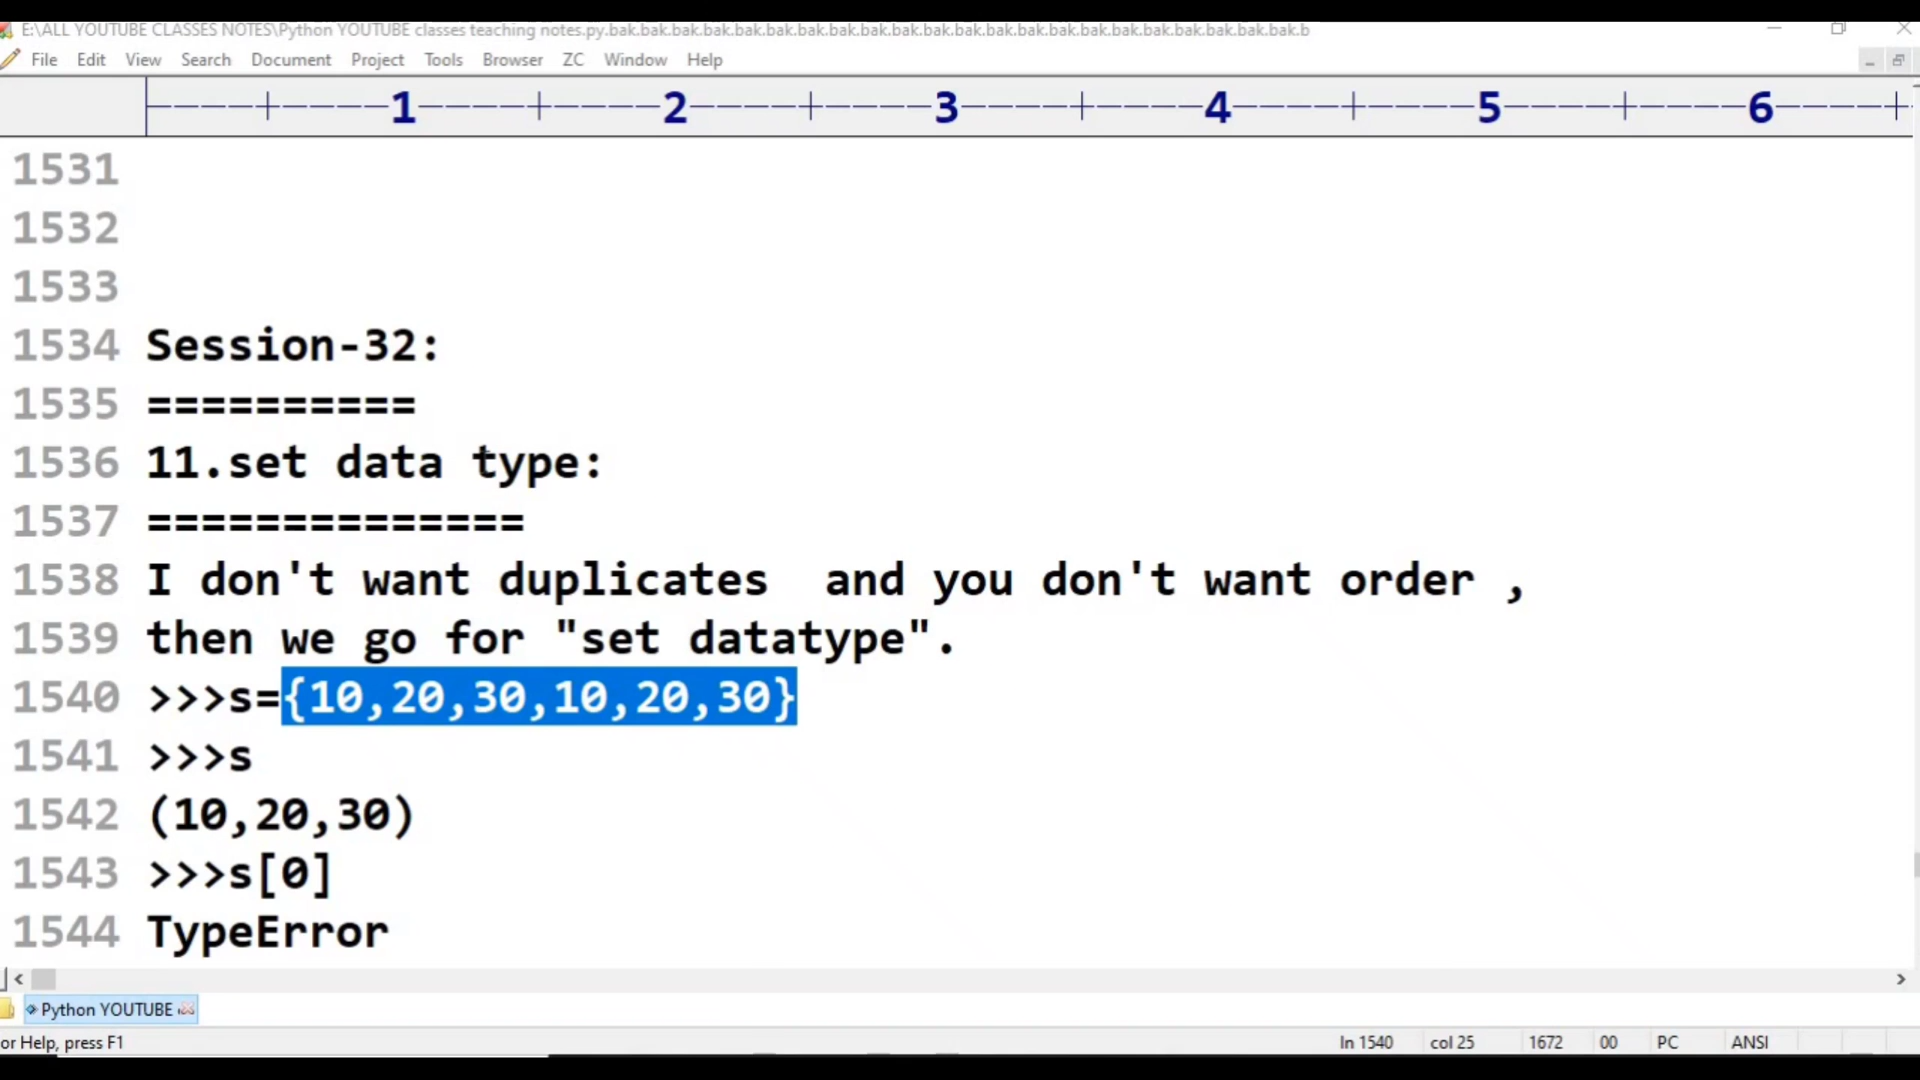 E:\ALL YOUTUBE CLASSES NOTES\Python YOUTUBE classes teaching notes.py.bak.bak.bak.bak.bak.bak.bak.bak.bak.bak.bak.bak.bak.bak.bak.bak.bak.bak.bak.bak.bak.bak.b
File Edit View Search Document Project Tools Browser ZC Window Help
----+----1----+----2----+----3----+----4----+----5----+----6----+
1531
1532
1533
1534 Session-32:
1535 ==========
1536 11.set data type:
1537 ==============
1538 I don't want duplicates  and you don't want order ,
1539 then we go for "set datatype".
1540 >>>s={10,20,30,10,20,30}
1541 >>>s
1542 (10,20,30)
1543 >>>s[0]
1544 TypeError
Python YOUTUBE
or Help, press F1 ln 1540 col 25 1672 00 PC ANSI